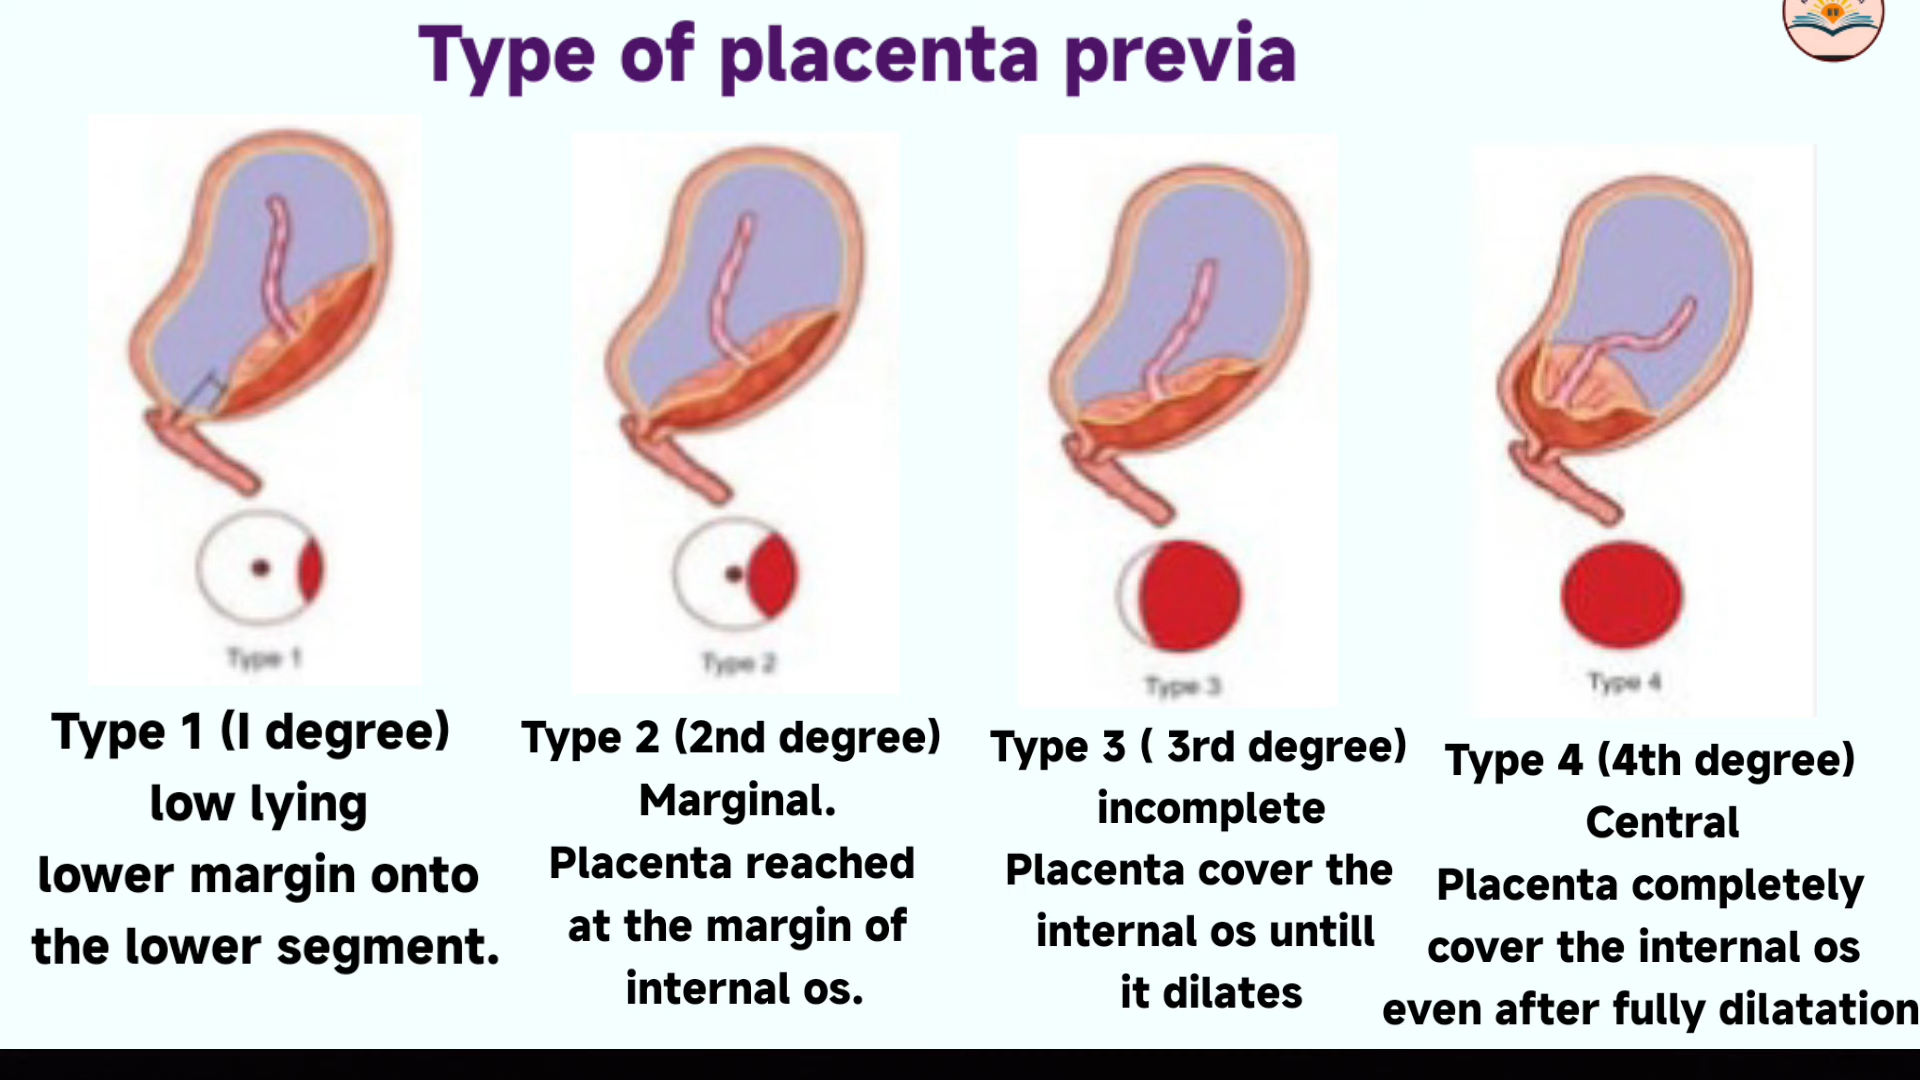 Type of placenta previa
Type 1
Type 2
Type 3
Type 4
Type 1 (I degree)
low lying
lower margin onto
the lower segment.
Type 2 (2nd degree)
Marginal.
Placenta reached
at the margin of
internal os.
Type 3 ( 3rd degree)
incomplete
Placenta cover the
internal os untill
it dilates
Type 4 (4th degree)
Central
Placenta completely
cover the internal os
even after fully dilatation